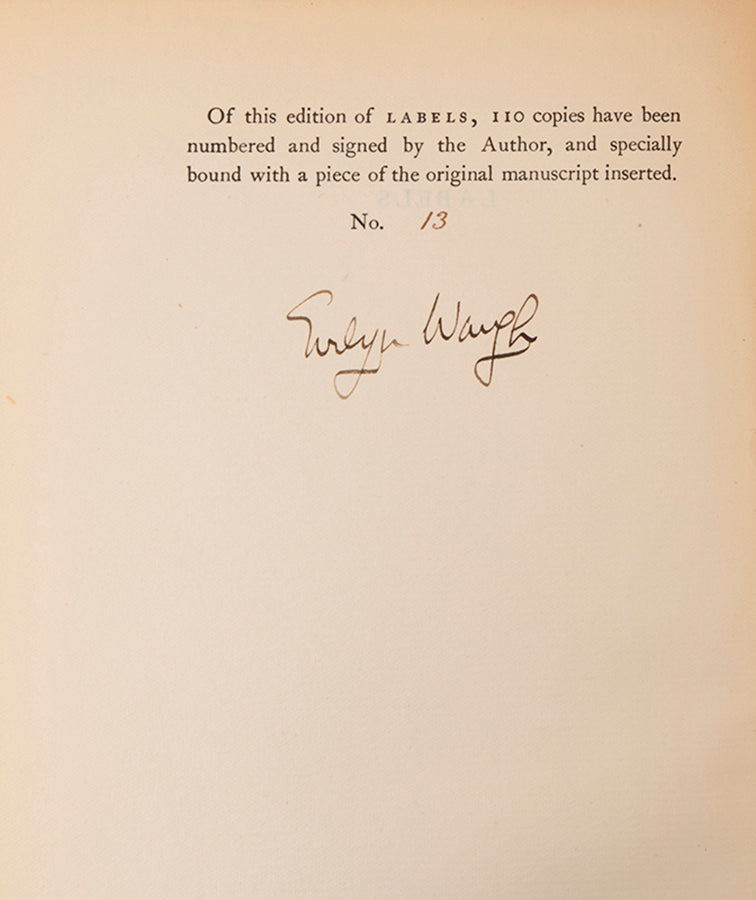 Of this edition of LABELS, 110 copies have been
numbered and signed by the Author, and specially
bound with a piece of the original manuscript inserted.
No. 13
Evelyn Waugh